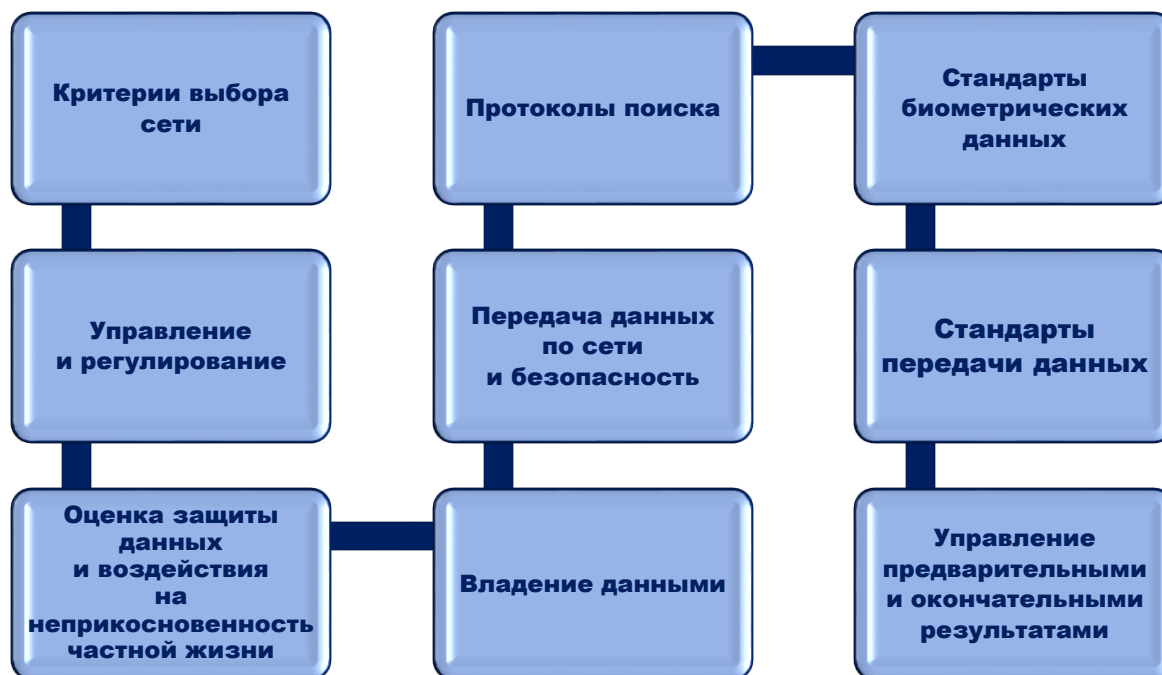 Критерии выбора
сети
Управление
и регулирование
Оценка защиты
данных
и воздействия
на
неприкосновенность
частной жизни
Владение данными
Передача данных
по сети
и безопасность
Протоколы поиска
Стандарты
биометрических
данных
Стандарты
передачи данных
Управление
предварительными
и окончательными
результатами